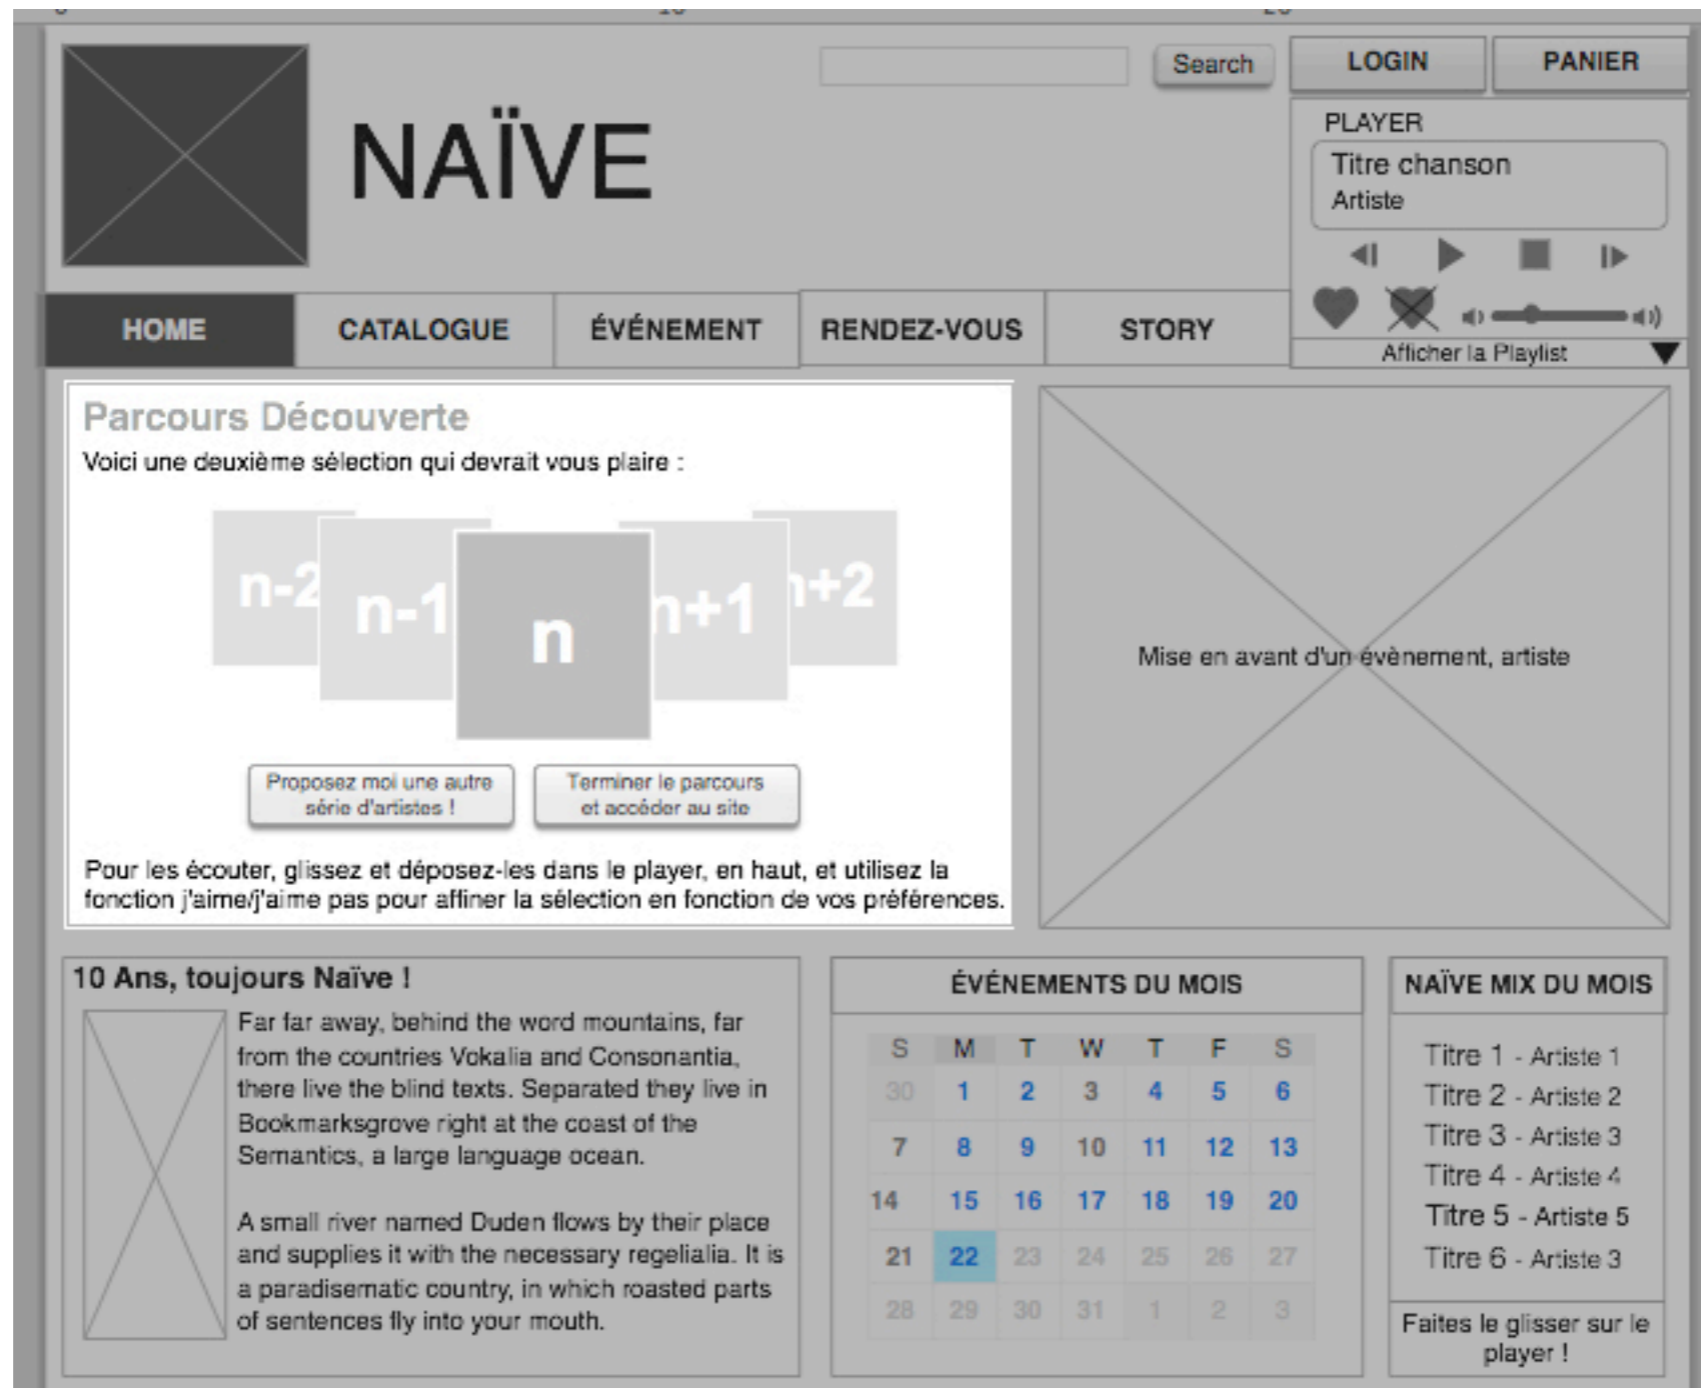 Search
LOGIN
PANIER
NAÏVE
PLAYER
Titre chanson
Artiste
Afficher la Playlist
HOME
CATALOGUE
ÉVÉNEMENT
RENDEZ-VOUS
STORY
Parcours Découverte
Voici une deuxième sélection qui devrait vous plaire :
n-2
n-1
n
n+1
n+2
Proposez moi une autre
série d'artistes !
Terminer le parcours
et accéder au site
Pour les écouter, glissez et déposez-les dans le player, en haut, et utilisez la
fonction j'aime/j'aime pas pour affiner la sélection en fonction de vos préférences.
Mise en avant d'un évènement, artiste
10 Ans, toujours Naïve !
Far far away, behind the word mountains, far
from the countries Vokalia and Consonantia,
there live the blind texts. Separated they live in
Bookmarksgrove right at the coast of the
Semantics, a large language ocean.
A small river named Duden flows by their place
and supplies it with the necessary regelialia. It is
a paradisematic country, in which roasted parts
of sentences fly into your mouth.
ÉVÉNEMENTS DU MOIS
S M T W T F S
30 1 2 3 4 5 6
7 8 9 10 11 12 13
14 15 16 17 18 19 20
21 22 23 24 25 26 27
28 29 30 31 1 2 3
NAÏVE MIX DU MOIS
Titre 1 - Artiste 1
Titre 2 - Artiste 2
Titre 3 - Artiste 3
Titre 4 - Artiste 4
Titre 5 - Artiste 5
Titre 6 - Artiste 3
Faites le glisser sur le
player !